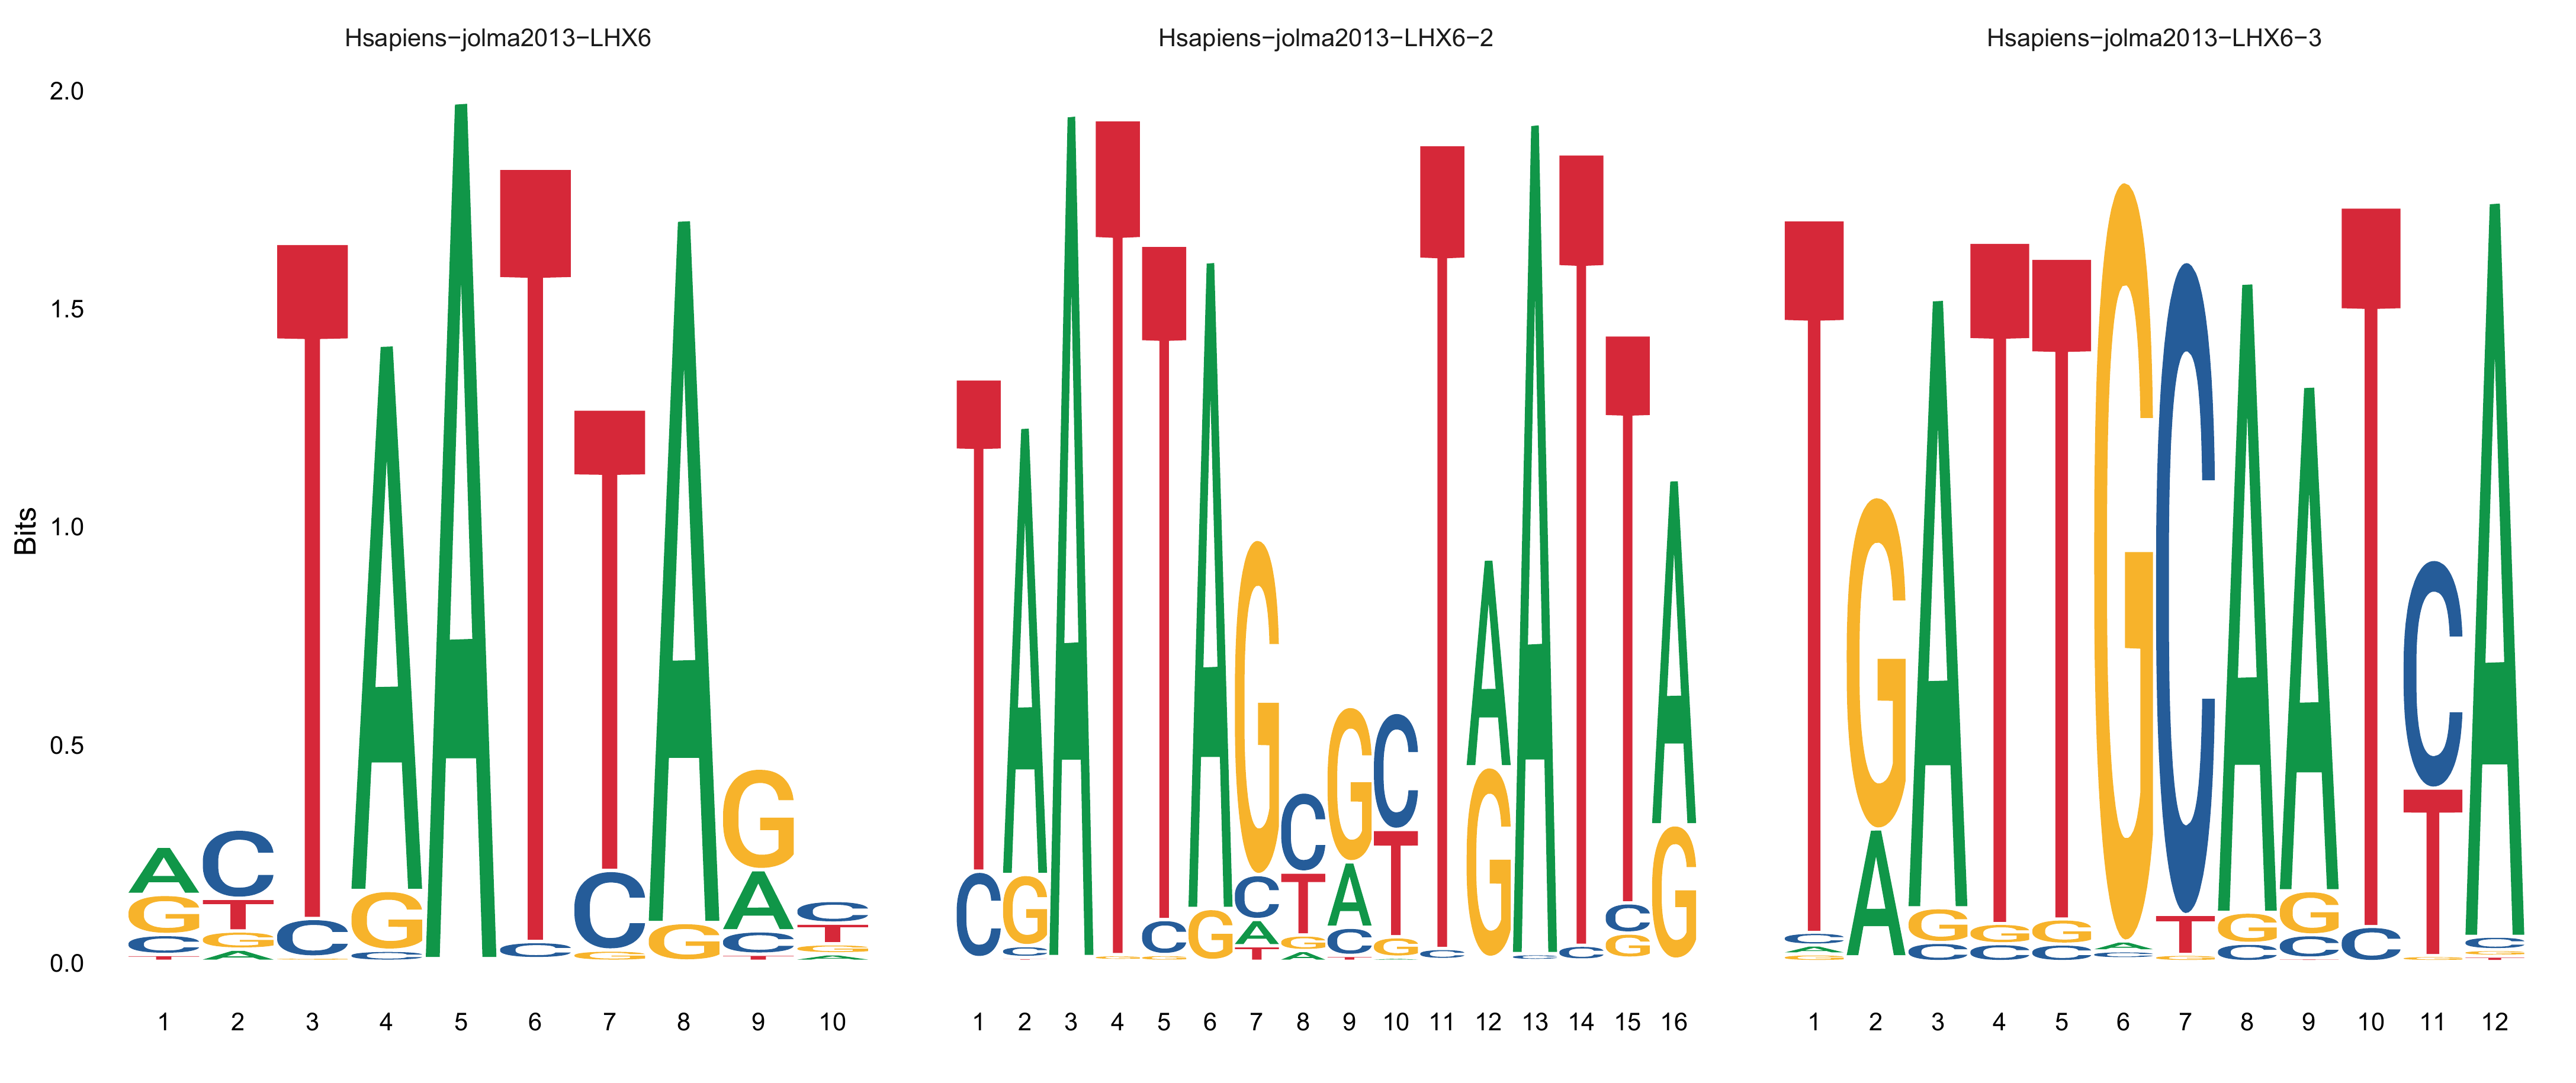 Hsapiens−jolma2013−LHX6
Hsapiens−jolma2013−LHX6−2
Hsapiens−jolma2013−LHX6−3
2.0
1.5
1.0
0.5
0.0
Bits
A C T A A T T A G C
G T C G C C G A T
C G C G C G
T A T A
T A A T T A G C G C T A A T T A
C G C G C T A T G C C G
C A G C G G
T A T
T G A T T G C A A T C A
C A G G G A T G G C T C
A C C C C G C C G G
G T
1 2 3 4 5 6 7 8 9 10
1 2 3 4 5 6 7 8 9 10 11 12 13 14 15 16
1 2 3 4 5 6 7 8 9 10 11 12